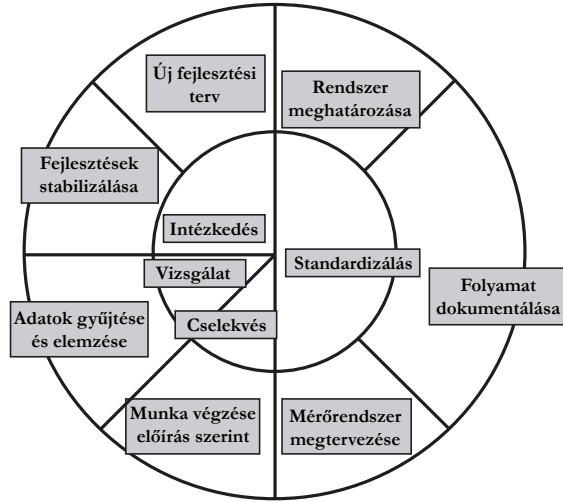 Új fejlesztési
terv
Rendszer
meghatározása
Fejlesztések
stabilizálása
Intézkedés
Vizsgálat
Standardizálás
Folyamat
dokumentálása
Adatok gyűjtése
és elemzése
Cselekvés
Munka végzése
előírás szerint
Mérőrendszer
megtervezése